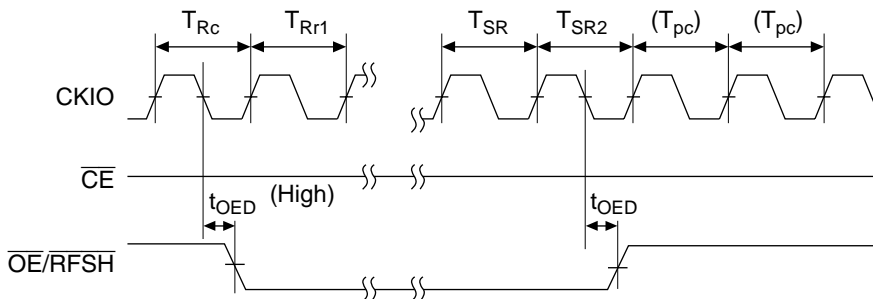 TRc TRr1 TSR TSR2 (Tpc) (Tpc)
CKIO
CE
(High)
tOED tOED
OE/RFSH